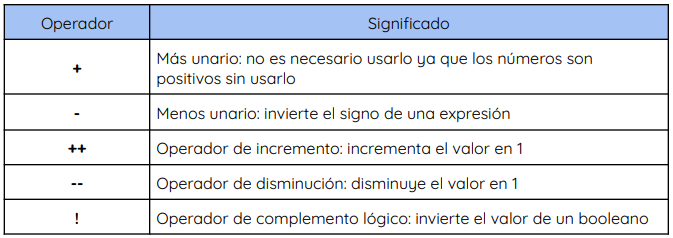 Operador Significado
+ Más unario: no es necesario usarlo ya que los números son
positivos sin usarlo
- Menos unario: invierte el signo de una expresión
++ Operador de incremento: incrementa el valor en 1
-- Operador de disminución: disminuye el valor en 1
! Operador de complemento lógico: invierte el valor de un booleano